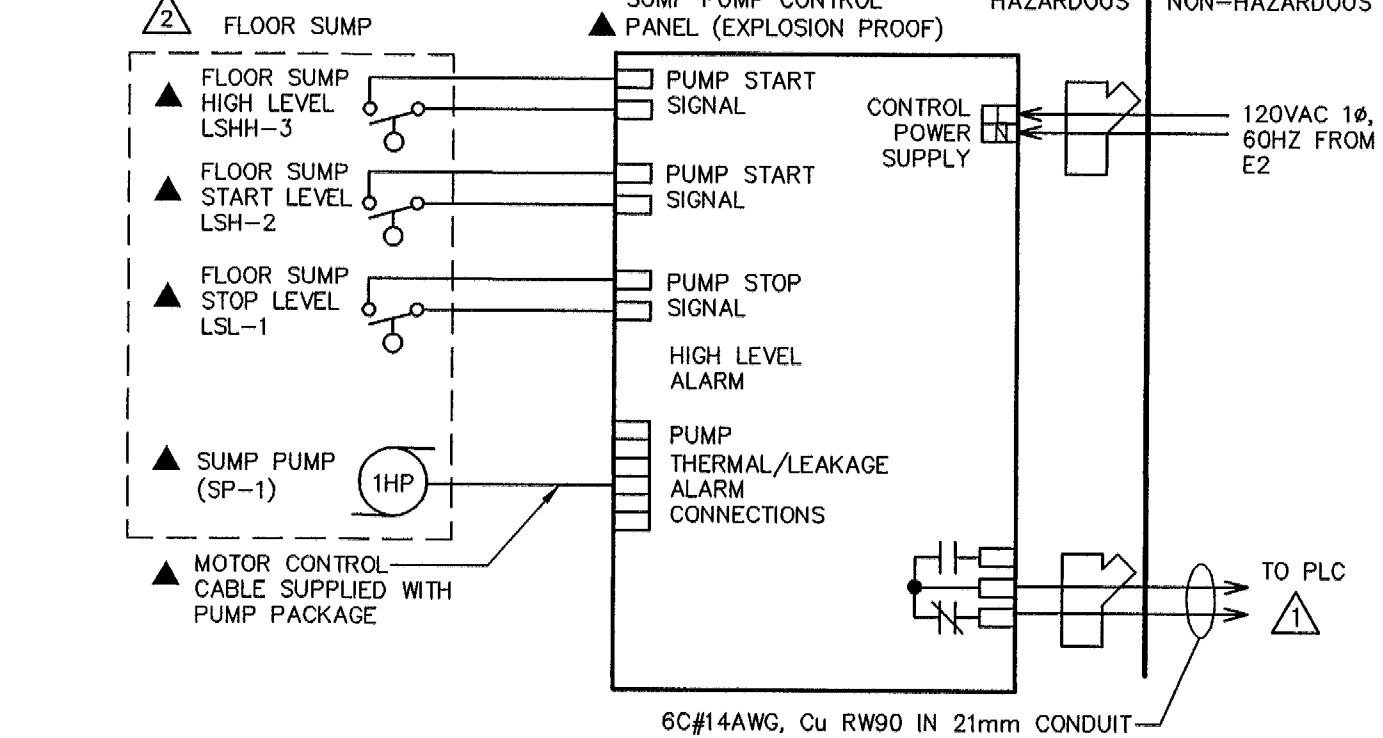 SUMP PUMP CONTROL
PANEL (EXPLOSION PROOF)
HAZARDOUS
NON-HAZARDOUS
2
FLOOR SUMP
FLOOR SUMP
HIGH LEVEL
LSHH-3
PUMP START
SIGNAL
CONTROL
POWER
SUPPLY
L
N
120VAC 1ø,
60HZ FROM
E2
FLOOR SUMP
START LEVEL
LSH-2
PUMP START
SIGNAL
FLOOR SUMP
STOP LEVEL
LSL-1
PUMP STOP
SIGNAL
HIGH LEVEL
ALARM
SUMP PUMP
(SP-1)
1HP
PUMP
THERMAL/LEAKAGE
ALARM
CONNECTIONS
MOTOR CONTROL
CABLE SUPPLIED WITH
PUMP PACKAGE
TO PLC
1
6C#14AWG, Cu RW90 IN 21mm CONDUIT